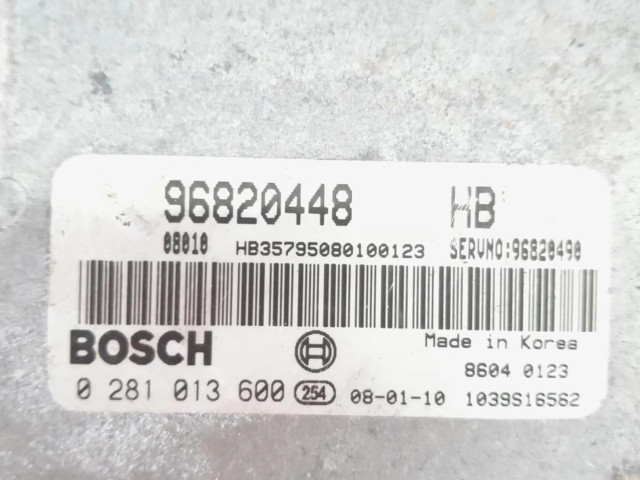 96820448 HB
08010 HB35795080100123 SERVNO:96820490
BOSCH Made in Korea
8604 0123
0 281 013 600 254 08-01-10 1039S16562